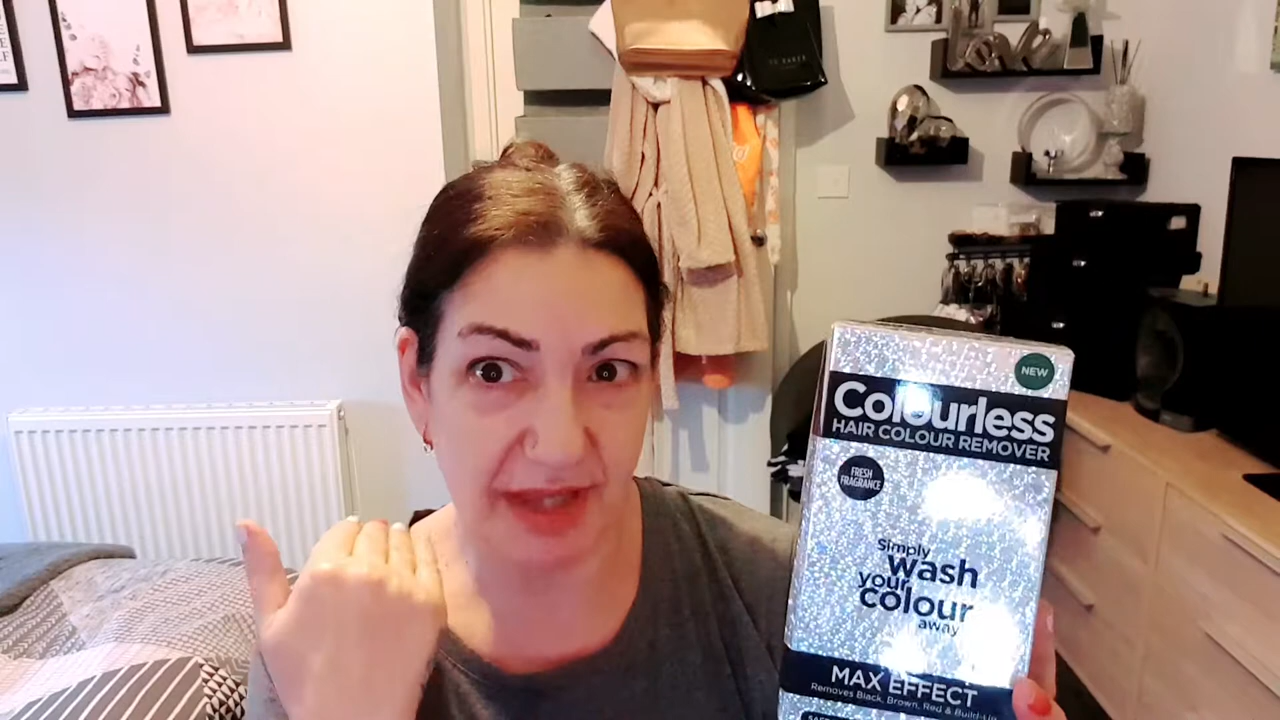 NEW
Colourless
HAIR COLOUR REMOVER
FRESH
FRAGRANCE
Simply
wash
your
colour
away
MAX EFFECT
Removes Black, Brown, Red & Build-Up
Love